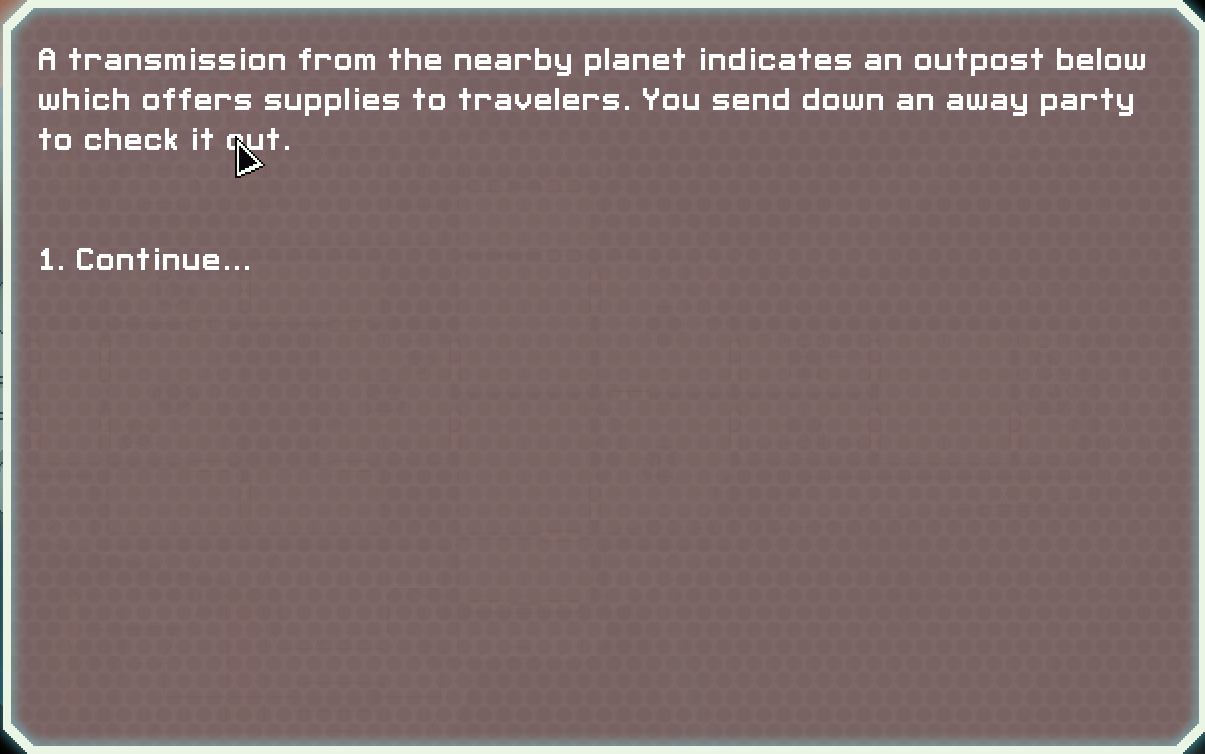 A transmission from the nearby planet indicates an outpost below
which offers supplies to travelers. You send down an away party
to check it out.
1. Continue...